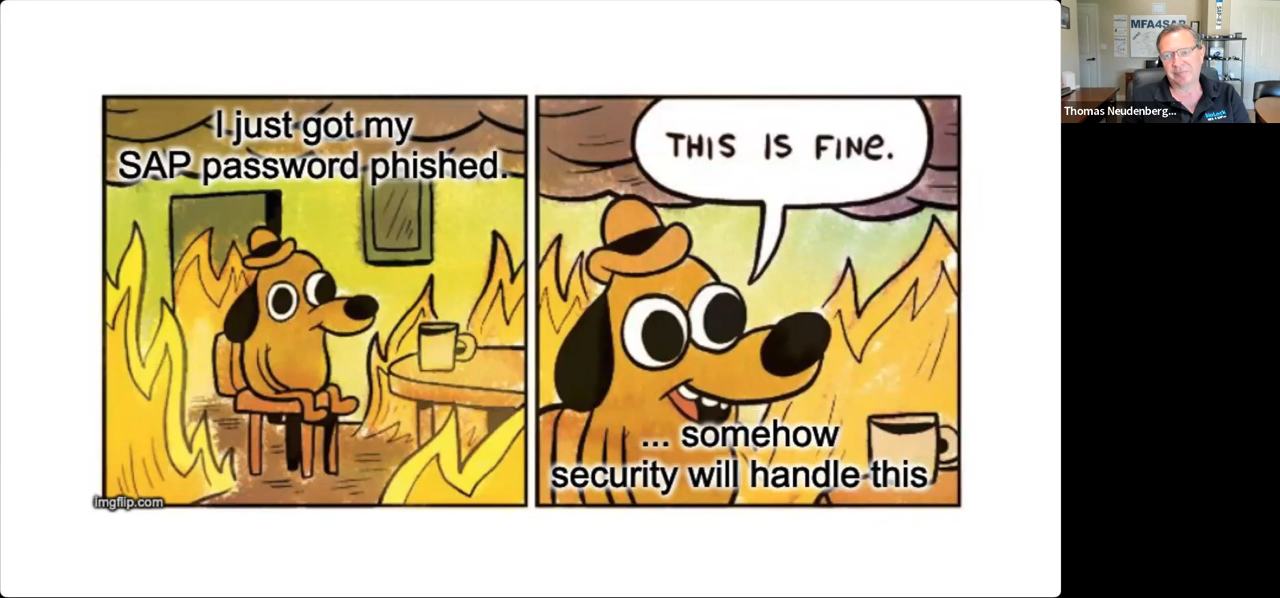 I just got my
SAP password phished.
THIS IS FINE.
... somehow
security will handle this
imgflip.com
MFA4SAP
Thomas Neudenberg...